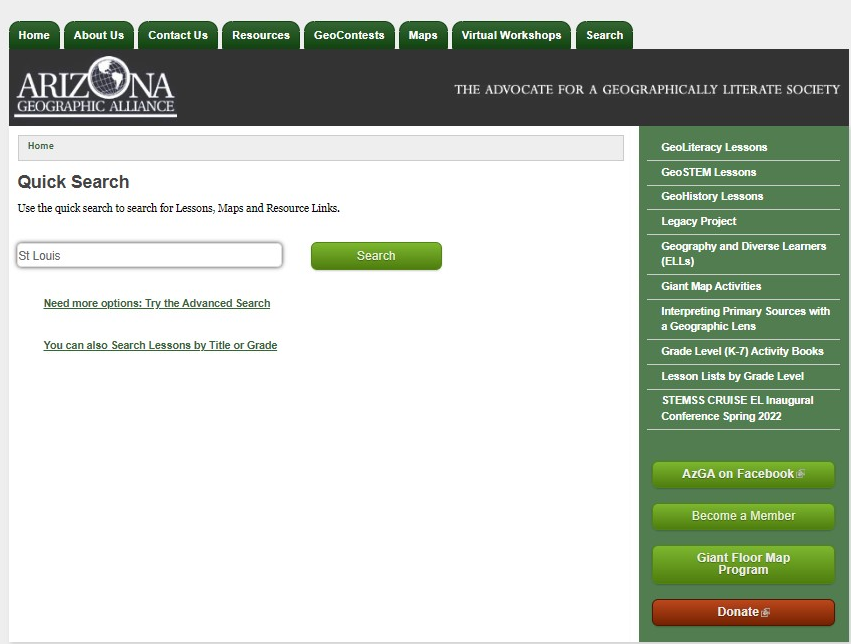 Home
About Us
Contact Us
Resources
GeoContests
Maps
Virtual Workshops
Search
ARIZONA
GEOGRAPHIC ALLIANCE
THE ADVOCATE FOR A GEOGRAPHICALLY LITERATE SOCIETY
Home
Quick Search
Use the quick search to search for Lessons, Maps and Resource Links.
St Louis
Search
Need more options: Try the Advanced Search
You can also Search Lessons by Title or Grade
GeoLiteracy Lessons
GeoSTEM Lessons
GeoHistory Lessons
Legacy Project
Geography and Diverse Learners
(ELLs)
Giant Map Activities
Interpreting Primary Sources with
a Geographic Lens
Grade Level (K-7) Activity Books
Lesson Lists by Grade Level
STEMSS CRUISE EL Inaugural
Conference Spring 2022
AzGA on Facebook
Become a Member
Giant Floor Map
Program
Donate